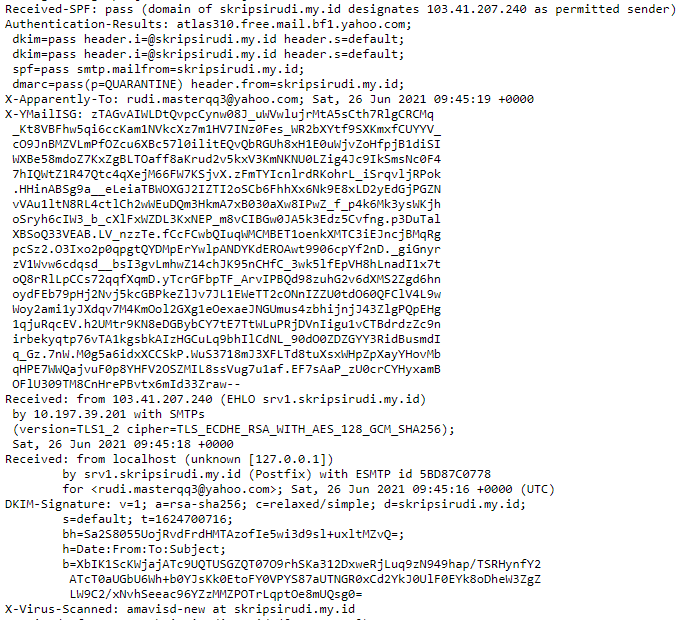 Received-SPF: pass (domain of skripsirudi.my.id designates 103.41.207.240 as permitted sender)
Authentication-Results: atlas310.free.mail.bf1.yahoo.com;
dkim=pass header.i=@skripsirudi.my.id header.s=default;
dkim=pass header.i=@skripsirudi.my.id header.s=default;
spf=pass smtp.mailfrom=skripsirudi.my.id;
dmarc=pass(p=QUARANTINE) header.from=skripsirudi.my.id;
X-Apparently-To: rudi.masterqq3@yahoo.com; Sat, 26 Jun 2021 09:45:19 +0000
X-YMailISG: zTAGvAIWLDtQvpcCynw08J_uWVwlujrMtA5sCth7RlgCRCMq
_Kt8VBFhw5qi6ccKam1NVkcXz7m1HV7INz0Fes_WR2bXYtf9SXKmxfCUYYV_
cO9JnBMZVLmPfOZcu6XBc57l0ilitEQvQbRGUh8xH1E0uWjvZoHfpjB1diSI
WXBe58mdoZ7KxZgBLTOaff8aKrud2v5kxV3KmNKNU0LZig4Jc9IkSmsNc0F4
7hIQWtZ1R47Qtc4qXejM66FW7KSjvX.zFmTYIcnlrdRKohrL_iSrqvljRPok
.HHinABSg9a__eLeiaTBWOXGJ2IZTI2oSCb6FhhXx6Nk9E8xLD2yEdGjPGZN
vVAu1ltN8RL4ctlCh2wWEuDQm3HkmA7xB030aXw8IPwZ_f_p4k6Mk3ysWKjh
oSryh6cIW3_b_cXlFxWZDL3KxNEP_m8vCIBGw0JA5k3Edz5Cvfng.p3DuTal
XBSoQ33VEAB.LV_nzzTe.fCcFCwbQIuqWMCMBET1oenkXMTC3iEJncjBMqRg
pcSz2.O3Ixo2p0qpgtQYDMpErYwlpANDYKdEROAwt9906cpYf2nD._giGnyr
zV1Wvw6cdqsd__bsI3gvLmhwZ14chJK95nCHfC_3wk5lfEpVH8hLnadI1x7t
oQ8rRlLpCCs72qqfXqmD.yTcrGFbpTF_ArvIPBQd98zuhG2v6dXMS2Zgd6hn
oydFEb79pHj2Nvj5kcGBPkeZlJv7JL1EWeTT2cONnIZZU0tdO60QFClV4L9w
Woy2ami1yJXdqv7M4KmOol2GXg1eOexaeJNGUmus4zbhijnjJ43ZlgPQpEHg
1qjuRqcEV.h2UMtr9KN8eDGBybCY7tE7TtWLuPRjDVnIigu1vCTBdrdzZc9n
irbekyqtp76vTA1kgsbkAIzHGCuLq9bhIlCdNL_90dO0ZDZGYY3RidBusmdI
q_Gz.7nW.M0g5a6idxXCCSkP.WuS3718mJ3XFLTd8tuXsxWHpZpXayYHovMb
qHPE7WWQajvuF0p8YHFV2OSZMIL8ssVug7u1af.EF7sAaP_zU0crCYHyxamB
OFlU309TM8CnHrePBvtx6mId33Zraw--
Received: from 103.41.207.240 (EHLO srv1.skripsirudi.my.id)
by 10.197.39.201 with SMTPs
(version=TLS1_2 cipher=TLS_ECDHE_RSA_WITH_AES_128_GCM_SHA256);
Sat, 26 Jun 2021 09:45:18 +0000
Received: from localhost (unknown [127.0.0.1])
by srv1.skripsirudi.my.id (Postfix) with ESMTP id 5BD87C0778
for <rudi.masterqq3@yahoo.com>; Sat, 26 Jun 2021 09:45:16 +0000 (UTC)
DKIM-Signature: v=1; a=rsa-sha256; c=relaxed/simple; d=skripsirudi.my.id;
s=default; t=1624700716;
bh=Sa2S8055UojRvdFrdHMTAzofIe5wi3d9sl+uxltMZvQ=;
h=Date:From:To:Subject;
b=XbIK1ScKWjajATc9UQTUSGZQT07O9rhSKa312DxweRjLuq9zN949hap/TSRHynfY2
ATcT0aUGbU6Wh+b0YJsKk0EtoFY0VPYS87aUTNGR0xCd2YkJ0UlF0EYk8oDheW3ZgZ
LW9C2/xNvhSeeac96YZzMMZPOTrLqptOe8mUQsg0=
X-Virus-Scanned: amavisd-new at skripsirudi.my.id